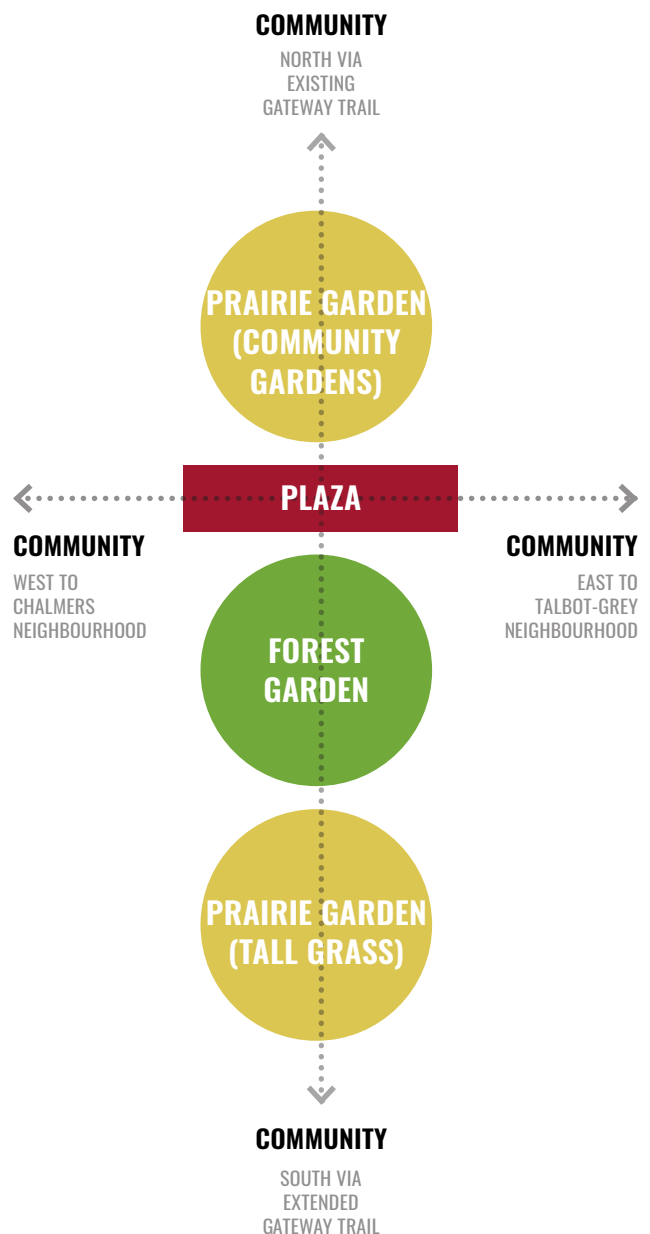 COMMUNITY
NORTH VIA
EXISTING
GATEWAY TRAIL
PRAIRIE GARDEN
(COMMUNITY
GARDENS)
PLAZA
COMMUNITY
WEST TO
CHALMERS
NEIGHBOURHOOD
COMMUNITY
EAST TO
TALBOT-GREY
NEIGHBOURHOOD
FOREST
GARDEN
PRAIRIE GARDEN
(TALL GRASS)
COMMUNITY
SOUTH VIA
EXTENDED
GATEWAY TRAIL